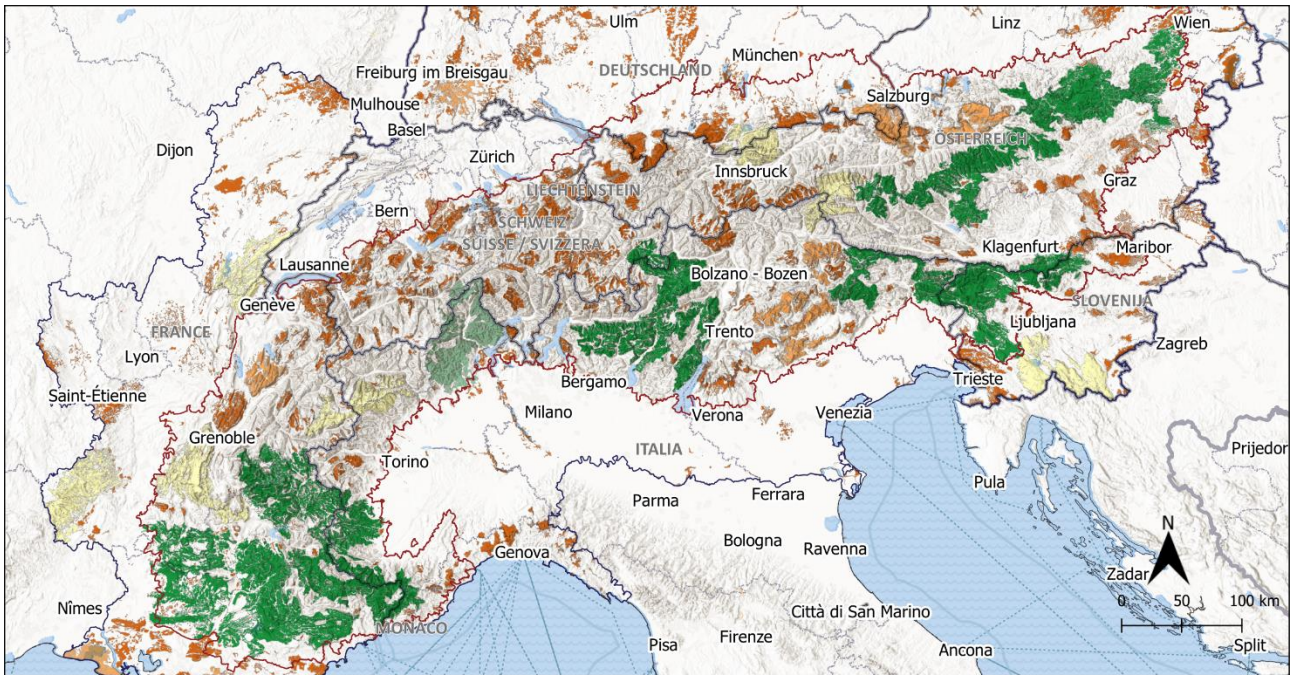 Ulm
Linz
Wien
München
DEUTSCHLAND
Freiburg im Breisgau
Salzburg
Mulhouse
Basel
ÖSTERREICH
Dijon
Zürich
Innsbruck
LIECHTENSTEIN
Graz
Bern
SCHWEIZ
SUISSE / SVIZZERA
Klagenfurt
Maribor
Lausanne
Bolzano - Bozen
Genève
SLOVENIJA
FRANCE
Trento
Ljubljana
Lyon
Zagreb
Trieste
Bergamo
Saint-Étienne
Milano
Verona
Venezia
Grenoble
ITALIA
Prijedor
Torino
Pula
Parma
Ferrara
N
Bologna
Ravenna
Genova
Zadar
Nîmes
0 50 100 km
Città di San Marino
MONACO
Pisa
Firenze
Ancona
Split